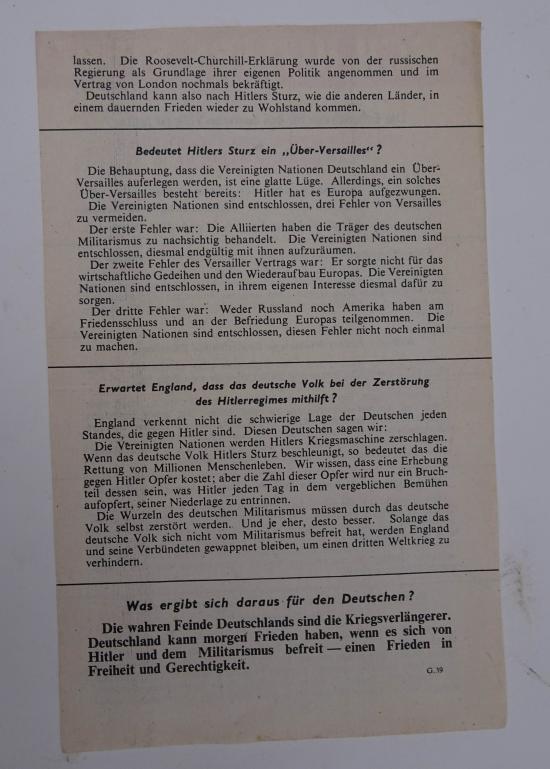 lassen. Die Roosevelt-Churchill-Erklärung wurde von der russischen
Regierung als Grundlage ihrer eigenen Politik angenommen und im
Vertrag von London nochmals bekräftigt.
Deutschland kann also nach Hitlers Sturz, wie die anderen Länder, in
einem dauernden Frieden wieder zu Wohlstand kommen.
Bedeutet Hitlers Sturz ein „Über-Versailles“?
Die Behauptung, dass die Vereinigten Nationen Deutschland ein Über-
Versailles auferlegen werden, ist eine glatte Lüge. Allerdings, ein solches
Über-Versailles besteht bereits: Hitler hat es Europa aufgezwungen.
Die Vereinigten Nationen sind entschlossen, drei Fehler von Versailles
zu vermeiden.
Der erste Fehler war: Die Alliierten haben die Träger des deutschen
Militarismus zu nachsichtig behandelt. Die Vereinigten Nationen sind
entschlossen, diesmal endgültig mit ihnen aufzuräumen.
Der zweite Fehler des Versailler Vertrags war: Er sorgte nicht für das
wirtschaftliche Gedeihen und den Wiederaufbau Europas. Die Vereinigten
Nationen sind entschlossen, in ihrem eigenen Interesse diesmal dafür zu
sorgen.
Der dritte Fehler war: Weder Russland noch Amerika haben am
Friedensschluss und an der Befriedung Europas teilgenommen. Die
Vereinigten Nationen sind entschlossen, diesen Fehler nicht noch einmal
zu machen.
Erwartet England, dass das deutsche Volk bei der Zerstörung
des Hitlerregimes mithilft?
England verkennt nicht die schwierige Lage der Deutschen jeden
Standes, die gegen Hitler sind. Diesen Deutschen sagen wir:
Die Vereinigten Nationen werden Hitlers Kriegsmaschine zerschlagen.
Wenn das deutsche Volk Hitlers Sturz beschleunigt, so bedeutet das die
Rettung von Millionen Menschenleben. Wir wissen, dass eine Erhebung
gegen Hitler Opfer kostet; aber die Zahl dieser Opfer wird nur ein Bruch-
teil dessen sein, was Hitler jeden Tag in dem vergeblichen Bemühen
aufopfert, seiner Niederlage zu entrinnen.
Die Wurzeln des deutschen Militarismus müssen durch das deutsche
Volk selbst zerstört werden. Und je eher, desto besser. Solange das
deutsche Volk sich nicht vom Militarismus befreit hat, werden England
und seine Verbündeten gewappnet bleiben, um einen dritten Weltkrieg zu
verhindern.
Was ergibt sich daraus für den Deutschen?
Die wahren Feinde Deutschlands sind die Kriegsverlängerer.
Deutschland kann morgen Frieden haben, wenn es sich von
Hitler und dem Militarismus befreit — einen Frieden in
Freiheit und Gerechtigkeit.
G.39